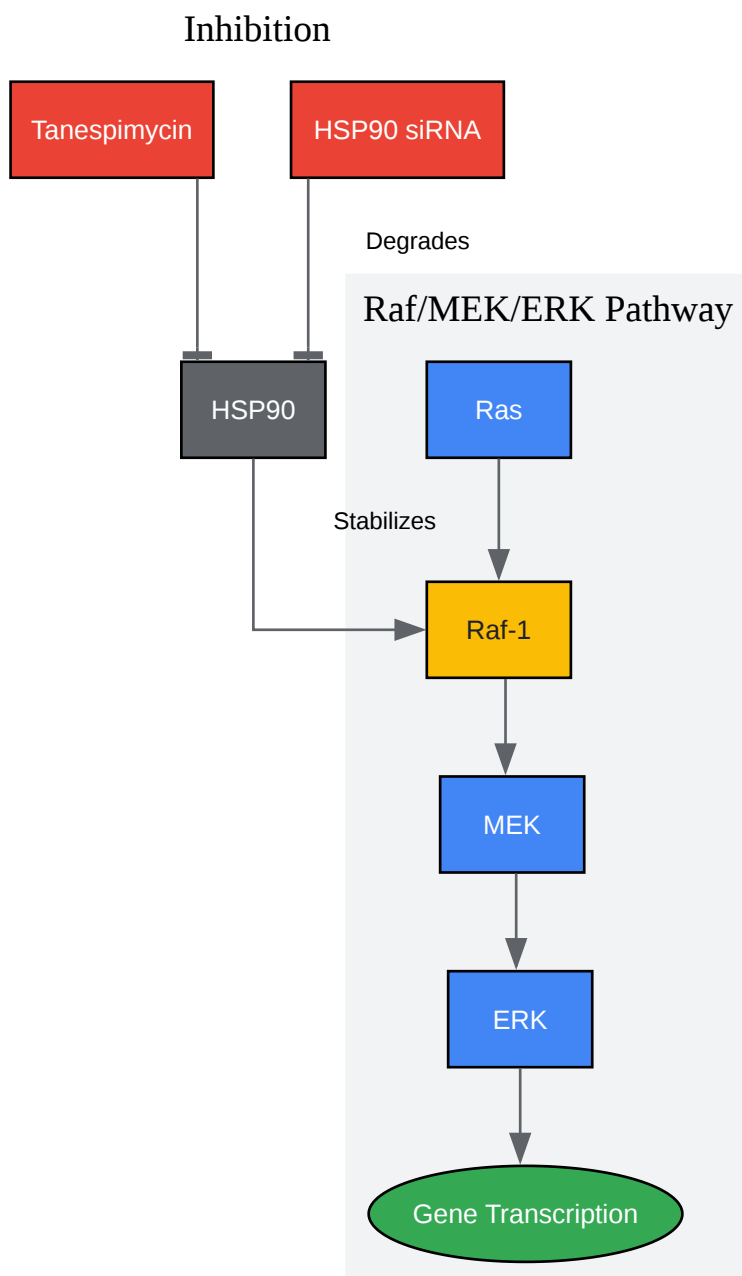 Inhibition
Tanespimycin
HSP90 siRNA
Degrades
Raf/MEK/ERK Pathway
HSP90
Ras
Stabilizes
Raf-1
MEK
ERK
Gene Transcription